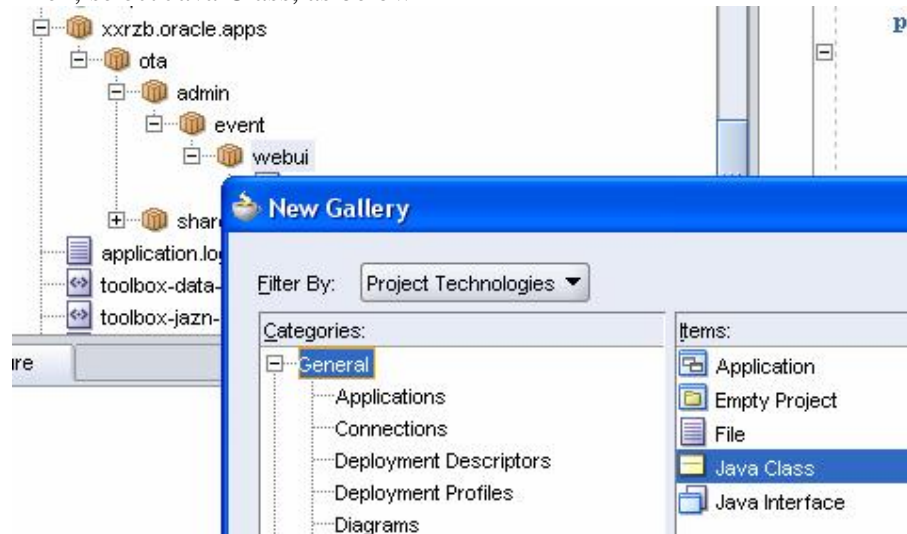 xxrzb.oracle.apps
ota
admin
event
webui
shar
application.lo
toolbox-data-
toolbox-jazn-
New Gallery
Filter By: Project Technologies
Categories:
General
Applications
Connections
Deployment Descriptors
Deployment Profiles
Diagrams
Items:
Application
Empty Project
File
Java Class
Java Interface